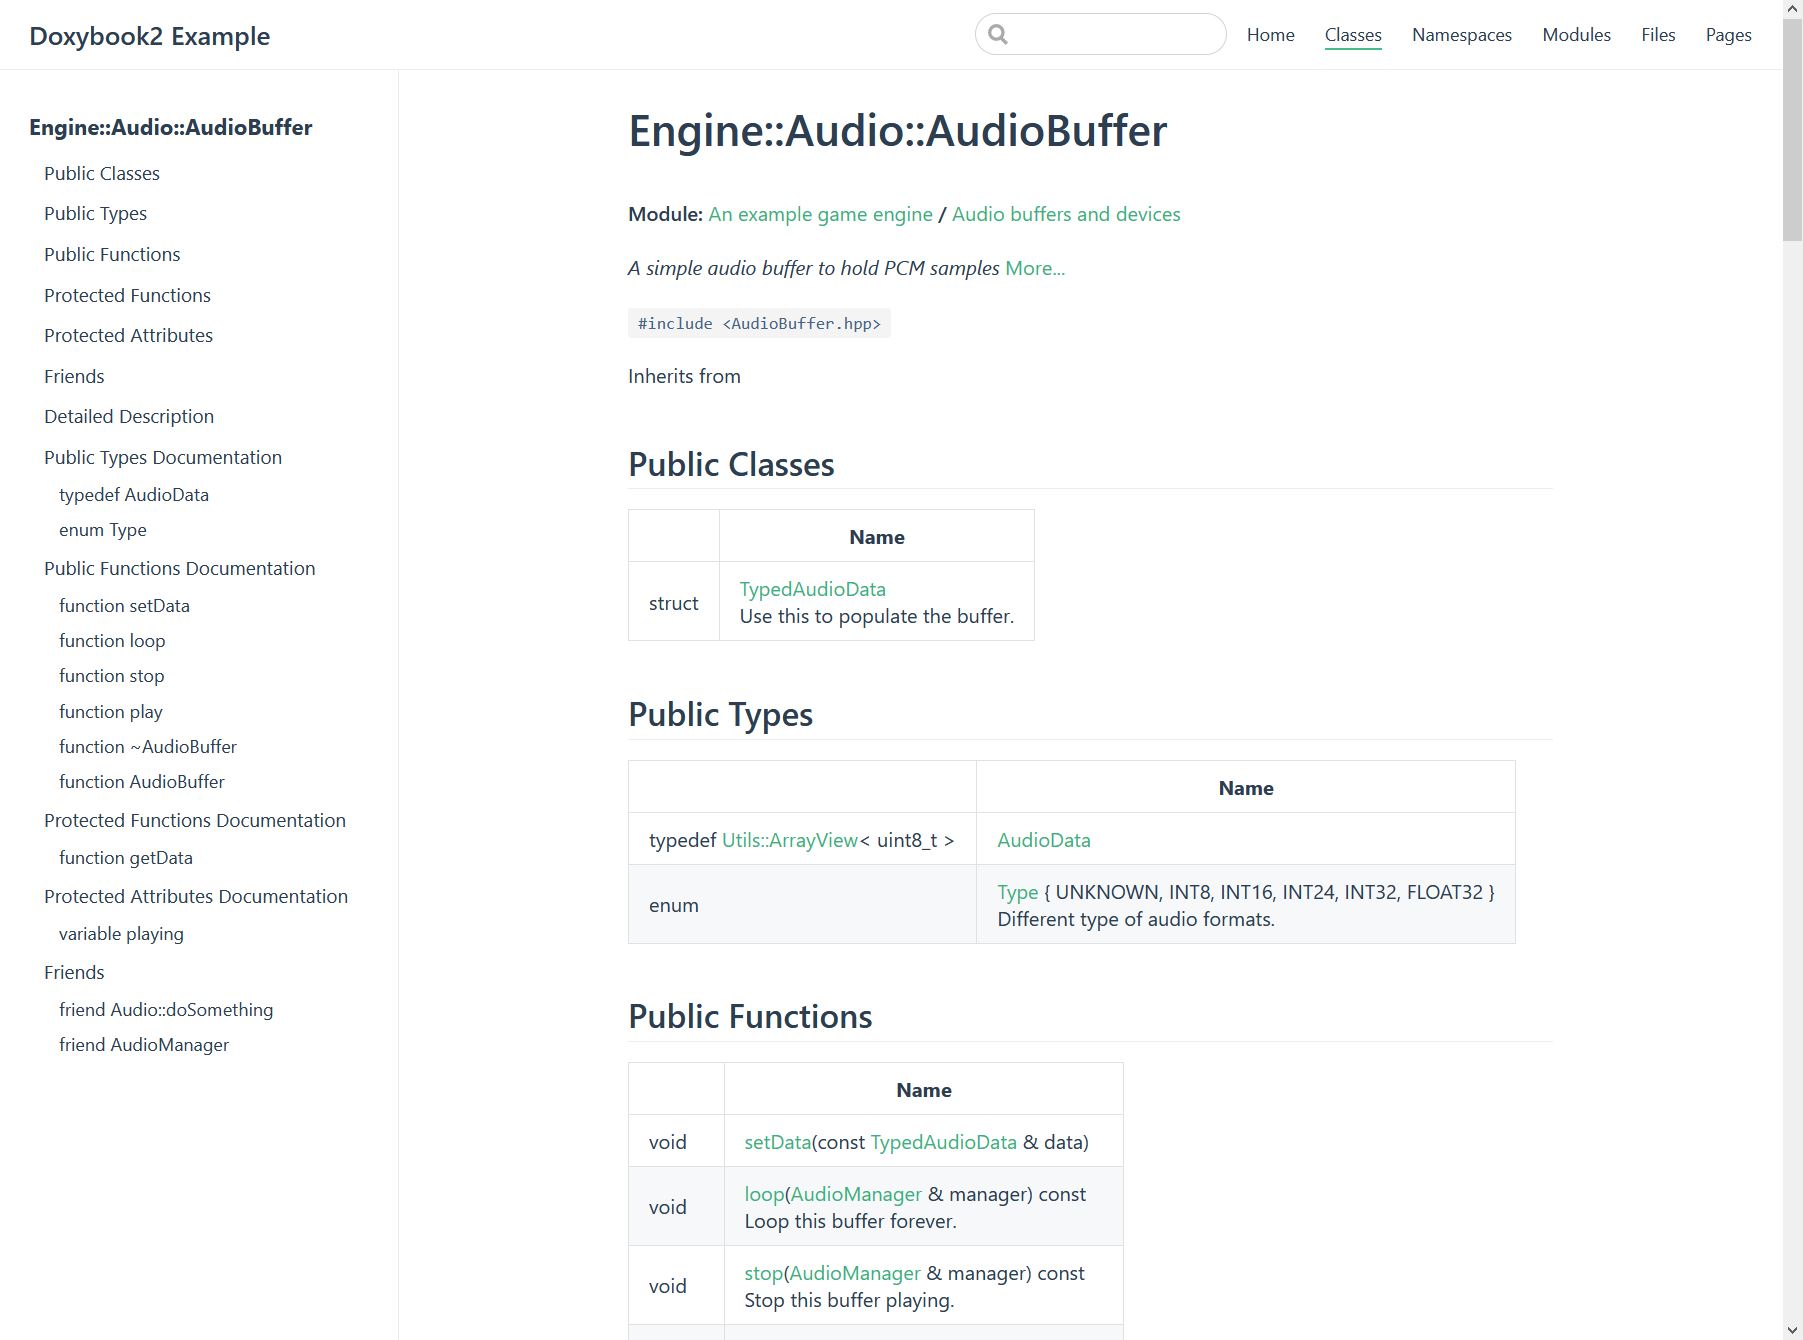 Doxybook2 Example
Home Classes Namespaces Modules Files Pages
Engine::Audio::AudioBuffer
Public Classes
Public Types
Public Functions
Protected Functions
Protected Attributes
Friends
Detailed Description
Public Types Documentation
typedef AudioData
enum Type
Public Functions Documentation
function setData
function loop
function stop
function play
function ~AudioBuffer
function AudioBuffer
Protected Functions Documentation
function getData
Protected Attributes Documentation
variable playing
Friends
friend Audio::doSomething
friend AudioManager
Engine::Audio::AudioBuffer
Module: An example game engine / Audio buffers and devices
A simple audio buffer to hold PCM samples More...
#include <AudioBuffer.hpp>
Inherits from
Public Classes
Name
struct TypedAudioData
Use this to populate the buffer.
Public Types
Name
typedef Utils::ArrayView< uint8_t > AudioData
enum Type { UNKNOWN, INT8, INT16, INT24, INT32, FLOAT32 }
Different type of audio formats.
Public Functions
Name
void setData(const TypedAudioData & data)
void loop(AudioManager & manager) const
Loop this buffer forever.
void stop(AudioManager & manager) const
Stop this buffer playing.